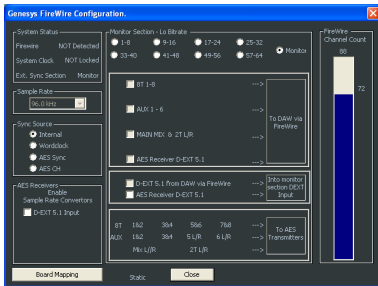 Genesys FireWire Configuration.
System Status
Firewire NOT Detected
System Clock NOT Locked
Ext. Sync Section Monitor
Sample Rate
96.0 kHz
Sync Source
Internal
Wordclock
AES Sync
AES CH
AES Receivers
Enable
Sample Rate Convertors
D-EXT 5.1 Input
Board Mapping
Monitor Section - Lo Bitrate
1-8 9-16 17-24 25-32
33-40 41-48 49-56 57-64
Monitor
8T 1-8 --->
AUX 1 - 6 --->
MAIN MIX & 2T L/R --->
AES Receiver D-EXT 5.1 --->
To DAW via
FireWire
D-EXT 5.1 from DAW via FireWire --->
AES Receiver D-EXT 5.1 --->
Into monitor
section DEXT
Input
8T 1&2 3&4 5&6 7&8 --->
AUX 1&2 3&4 5 L/R 6 L/R --->
Mix L//R 2T L/R --->
To AES
Transmitters
Static
Close
FireWire
Channel Count
88
72